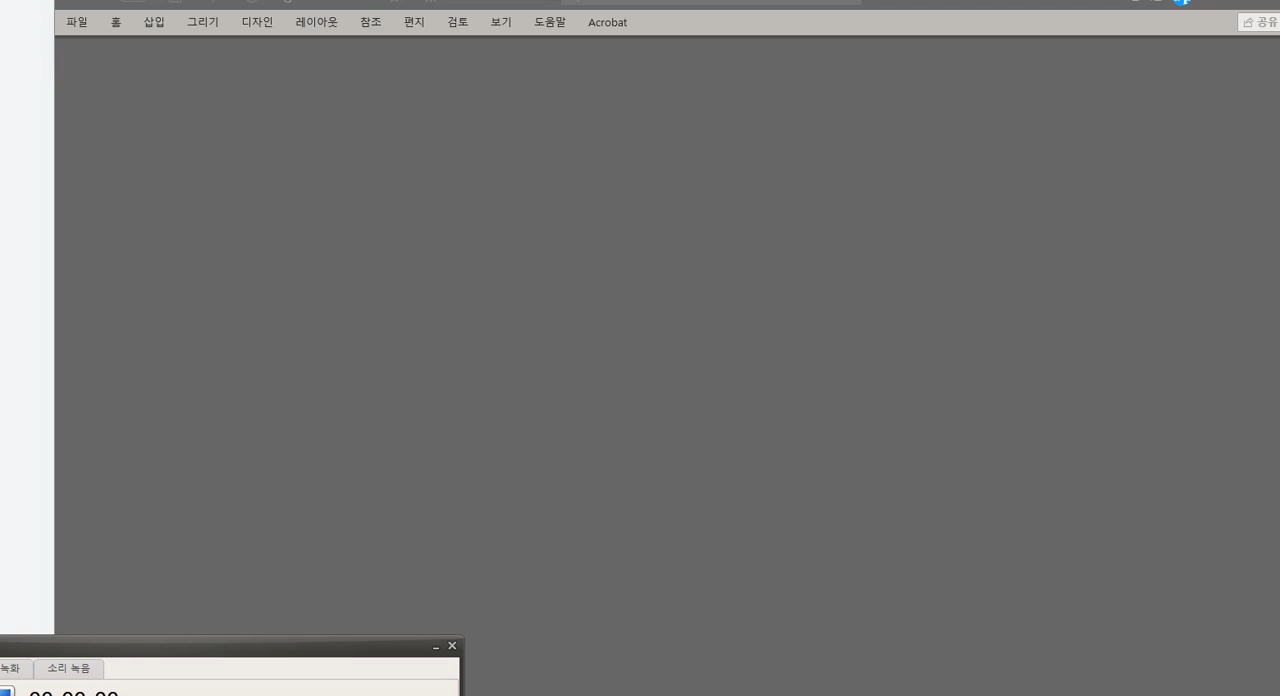 파일 홈 삽입 그리기 디자인 레이아웃 참조 편지 검토 보기 도움말 Acrobat 공유
녹화 소리 녹음